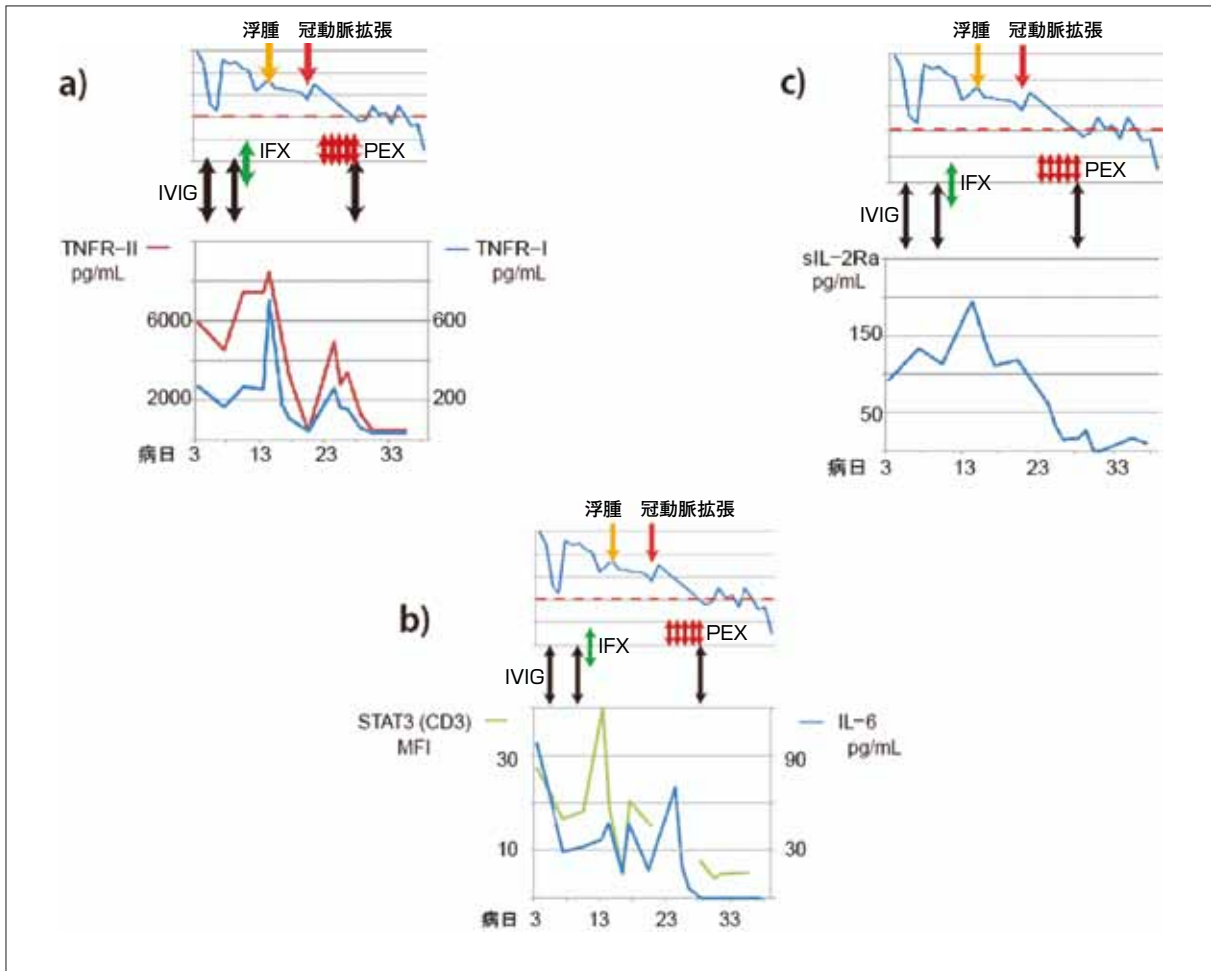 浮腫 冠動脈拡張
a)
IFX PEX
IVIG
TNFR-II TNFR-I
pg/mL pg/mL
6000 600
2000 200
病日 3 13 23 33
浮腫 冠動脈拡張
c)
IFX PEX
IVIG
sIL-2Ra
pg/mL
150
50
病日 3 13 23 33
浮腫 冠動脈拡張
b)
IFX PEX
IVIG
STAT3 (CD3) IL-6
MFI pg/mL
30 90
10 30
病日 3 13 23 33